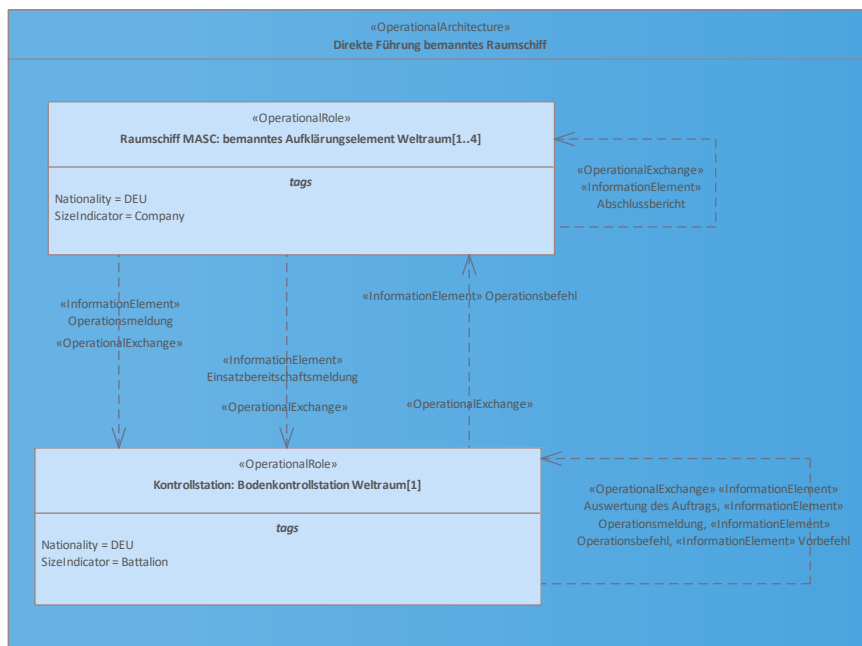 «OperationalArchitecture»
Direkte Führung bemanntes Raumschiff
«OperationalRole»
Raumschiff MASC: bemanntes Aufklärungselement Weltraum[1..4]
tags
Nationality = DEU
SizeIndicator = Company
«OperationalExchange»
«InformationElement»
Abschlussbericht
«InformationElement»
Operationsmeldung
«OperationalExchange»
«InformationElement»
Einsatzbereitschaftsmeldung
«OperationalExchange»
«InformationElement» Operationsbefehl
«OperationalExchange»
«OperationalRole»
Kontrollstation: Bodenkontrollstation Weltraum[1]
tags
Nationality = DEU
SizeIndicator = Battalion
«OperationalExchange» «InformationElement»
Auswertung des Auftrags, «InformationElement»
Operationsmeldung, «InformationElement»
Operationsbefehl, «InformationElement» Vorbefehl